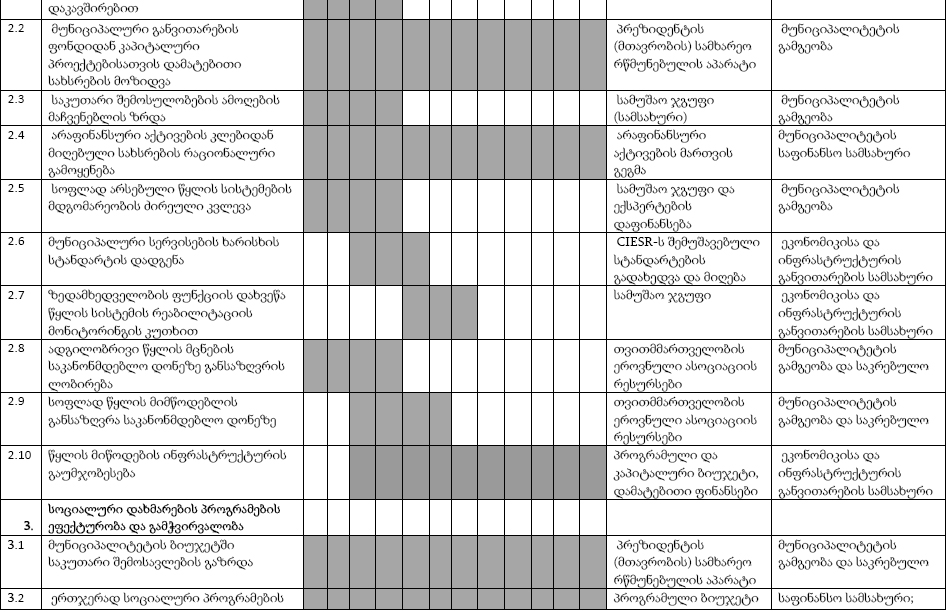 დაკავშირებით
2.2 მუნიციპალური განვითარების პრეზიდენტის მუნიციპალიტეტის
ფონდიდან კაპიტალური (მთავრობის) სამხარეო გამგეობა
პროექტებისათვის დამატებითი რწმუნებულის აპარატი
სახსრების მოზიდვა
2.3 საკუთარი შემოსულობების ამოღების სამუშაო ჯგუფი მუნიციპალიტეტის
მაჩვენებლის ზრდა (სამსახური) გამგეობა
2.4 არაფინანსური აქტივების კლებიდან არაფინანსური მუნიციპალიტეტის
მიღებული სახსრების რაციონალური აქტივების მართვის საფინანსო სამსახური
გამოყენება გეგმა
2.5 სოფლად არსებული წყლის სისტემების სამუშაო ჯგუფი და მუნიციპალიტეტის
მდგომარეობის ძირეული კვლევა ექსპერტების გამგეობა
დაფინანსება
2.6 მუნიციპალური სერვისების ხარისხის CIESR-ს შემუშავებული ეკონომიკისა და
სტანდარტის დადგენა სტანდარტების ინფრასტრუქტურის
გადახედვა და მიღება განვითარების სამსახური
2.7 ზედამხედველობის ფუნქციის დახვეწა სამუშაო ჯგუფი ეკონომიკისა და
წყლის სისტემის რეაბილიტაციის ინფრასტრუქტურის
მონიტორინგის კუთხით განვითარების სამსახური
2.8 ადგილობრივი წყლის მცნების თვითმმართველობის მუნიციპალიტეტის
საკანონმდებლო დონეზე განსაზღვრის ეროვნული ასოციაციის გამგეობა და საკრებულო
ლობირება რესურსები
2.9 სოფლად წყლის მიმწოდებლის თვითმმართველობის მუნიციპალიტეტის
განსაზღვრა საკანონმდებლო დონეზე ეროვნული ასოციაციის გამგეობა და საკრებულო
რესურსები
2.10 წყლის მიწოდების ინფრასტრუქტურის პროგრამული და ეკონომიკისა და
გაუმჯობესება კაპიტალური ბიუჯეტი, ინფრასტრუქტურის
დამატებითი ფინანსები განვითარების სამსახური
სოციალური დახმარების პროგრამების
3. ეფექტურობა და გამჭვირვალობა
3.1 მუნიციპალიტეტის ბიუჯეტში პრეზიდენტის მუნიციპალიტეტის
საკუთარი შემოსავლების გაზრდა (მთავრობის) სამხარეო გამგეობა და საკრებულო
რწმუნებულის აპარატი
3.2 ერთჯერად სოციალური პროგრამების პროგრამული ბიუჯეტი საფინანსო სამსახური;